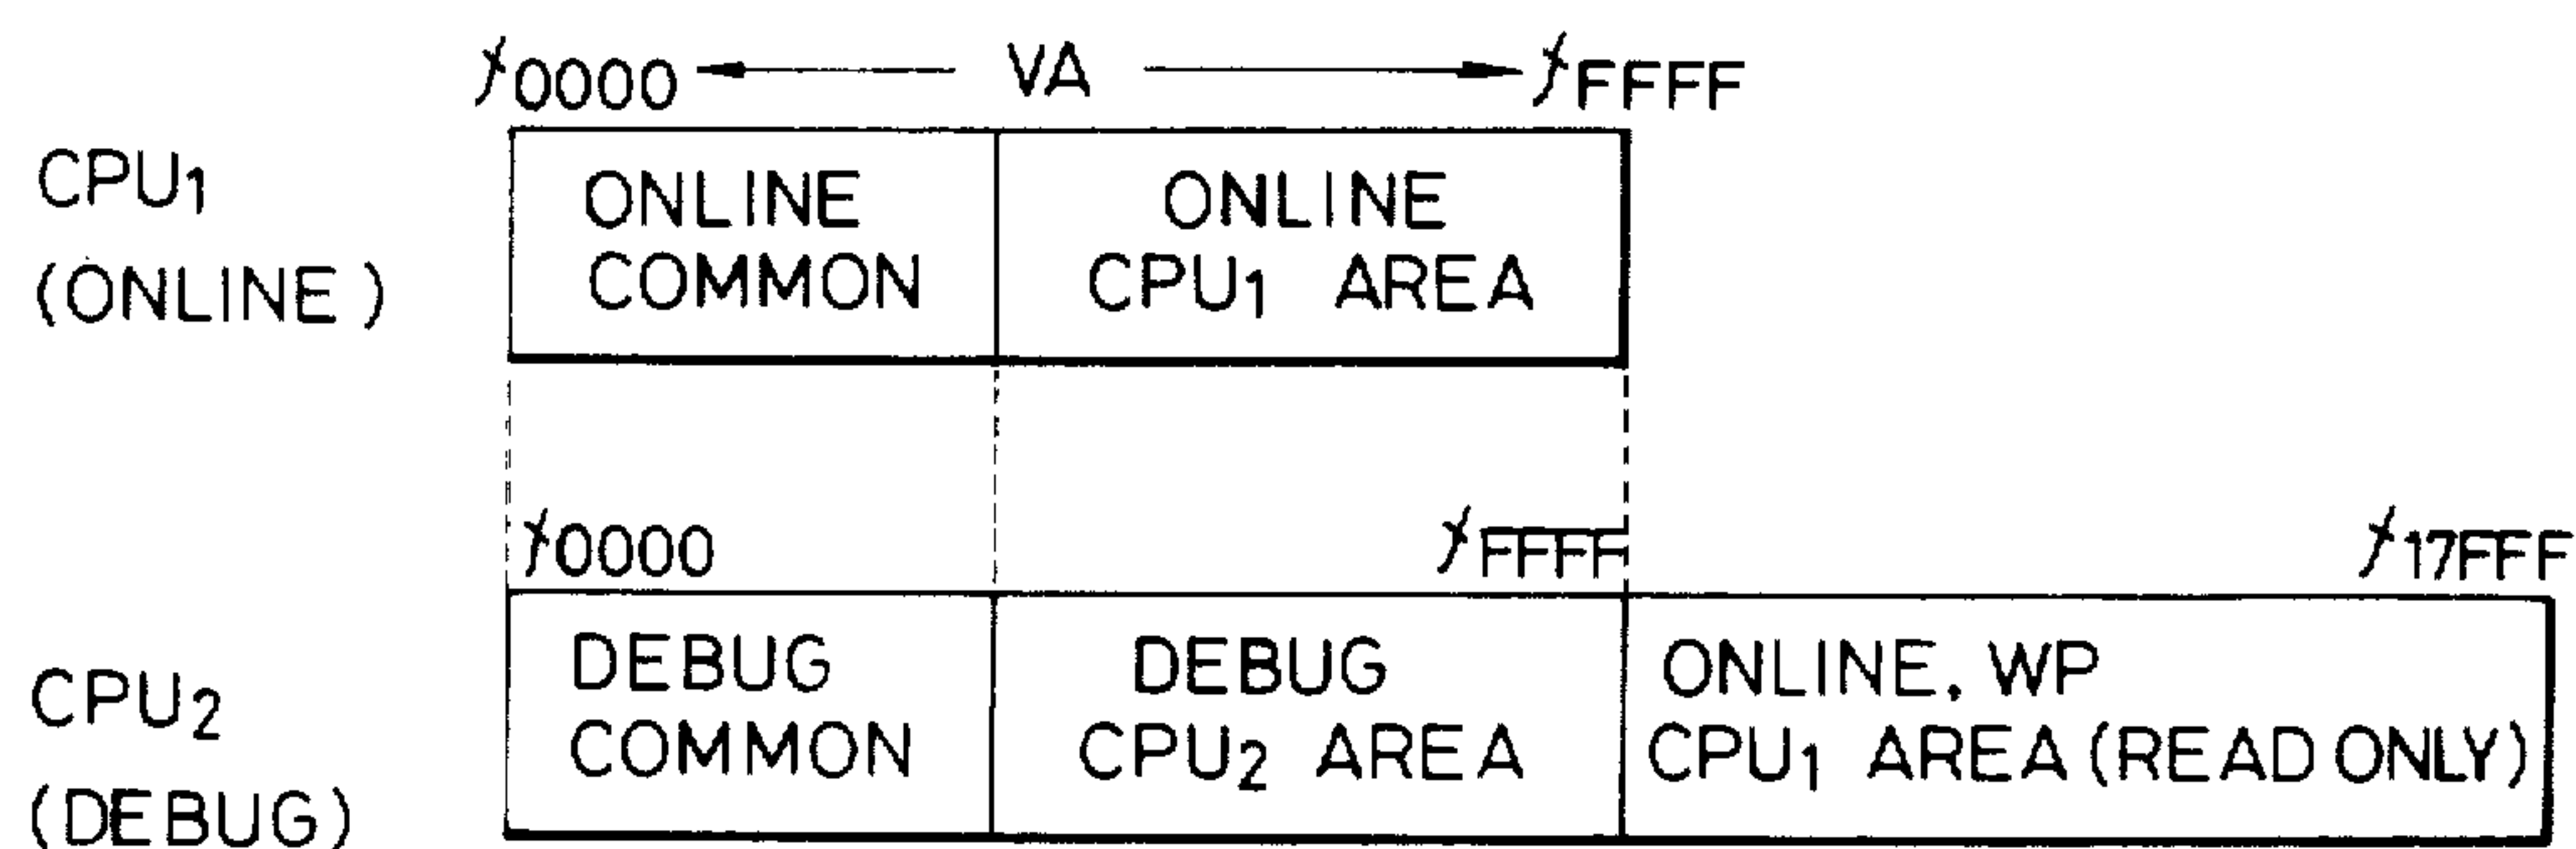 /0000 ← VA → /FFFF
CPU1
(ONLINE)
ONLINE
COMMON
ONLINE
CPU1 AREA
/0000
/FFFF
/17FFF
CPU2
(DEBUG)
DEBUG
COMMON
DEBUG
CPU2 AREA
ONLINE. WP
CPU1 AREA (READ ONLY)